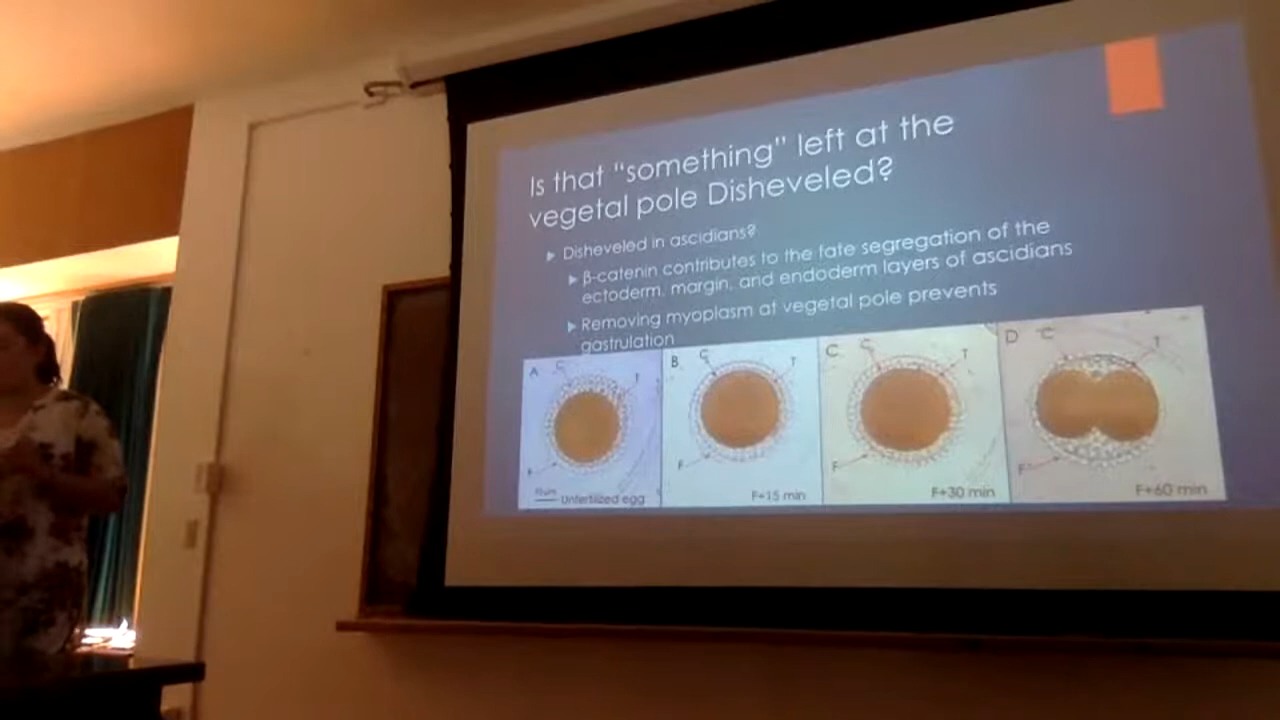 Is that "something" left at the
vegetal pole Disheveled?
Disheveled in ascidians?
β-catenin contributes to the fate segregation of the
ectoderm, margin, and endoderm layers of ascidians
Removing myoplasm at vegetal pole prevents
gastrulation
A C T F Unfertilized egg
B C T F F+15 min
C C T F F+30 min
D C T F F+60 min